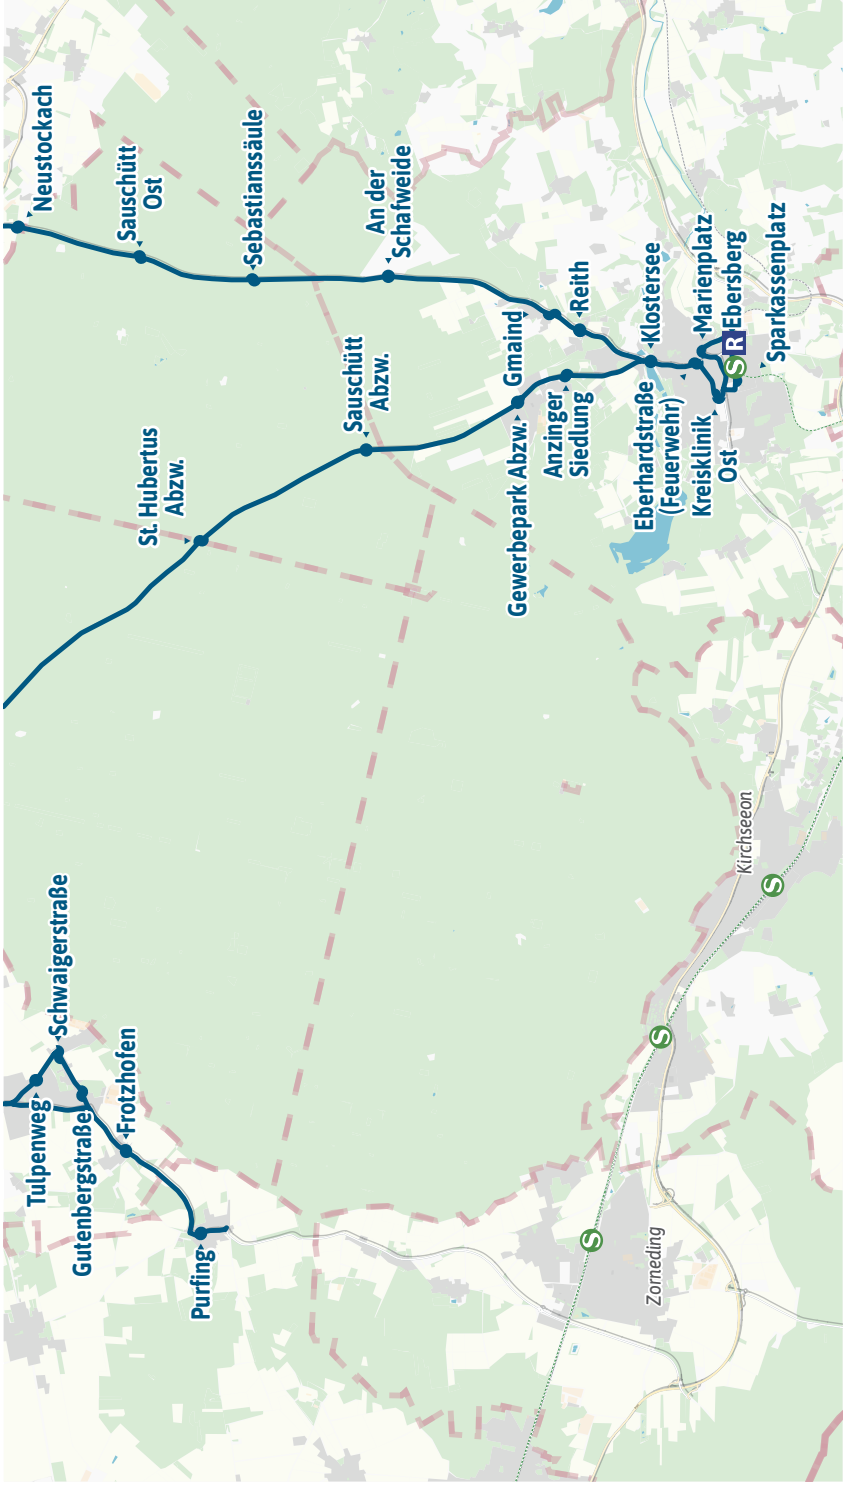 Neustockach
Sauschütt
Ost
Sebastianssäule
An der
Schafweide
Gmaind
Reith
Klostersee
Marienplatz
R
Ebersberg
S
Sparkassenplatz
Sauschütt
Abzw.
St. Hubertus
Abzw.
Gewerbepark Abzw.
Anzinger
Siedlung
Eberhardstraße
(Feuerwehr)
Kreisklinik
Ost
Kirchseeon
S
S
Schwaigerstraße
Tulpenweg
Gutenbergstraße
Frotzhofen
Purfing
S
Zorneding